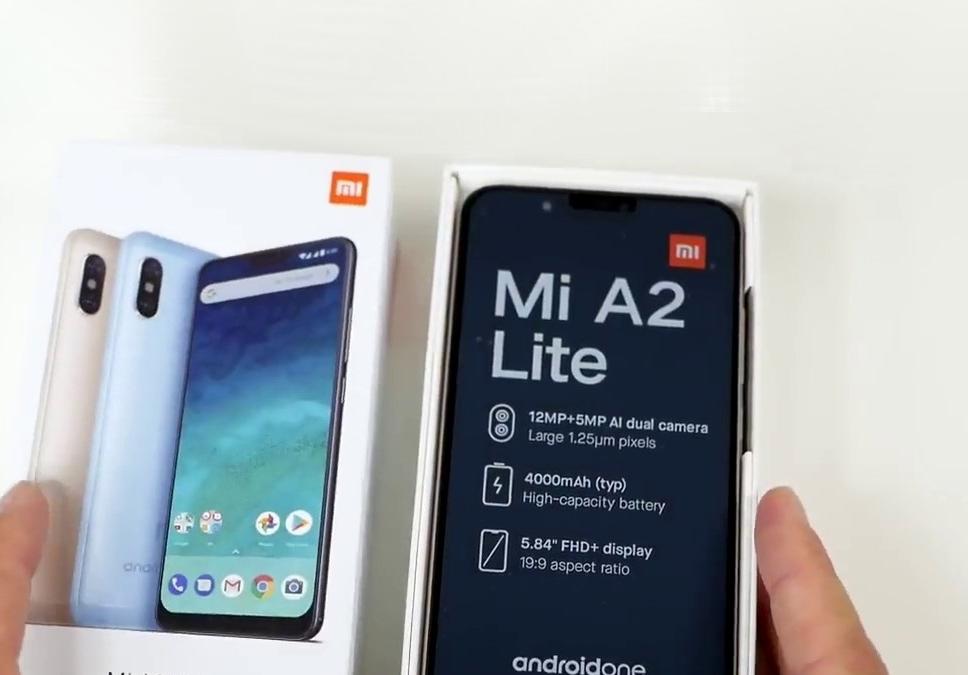 mi
mi
Mi A2
Lite
12MP+5MP AI dual camera
Large 1.25µm pixels
4000mAh (typ)
High-capacity battery
5.84" FHD+ display
19:9 aspect ratio
androidone